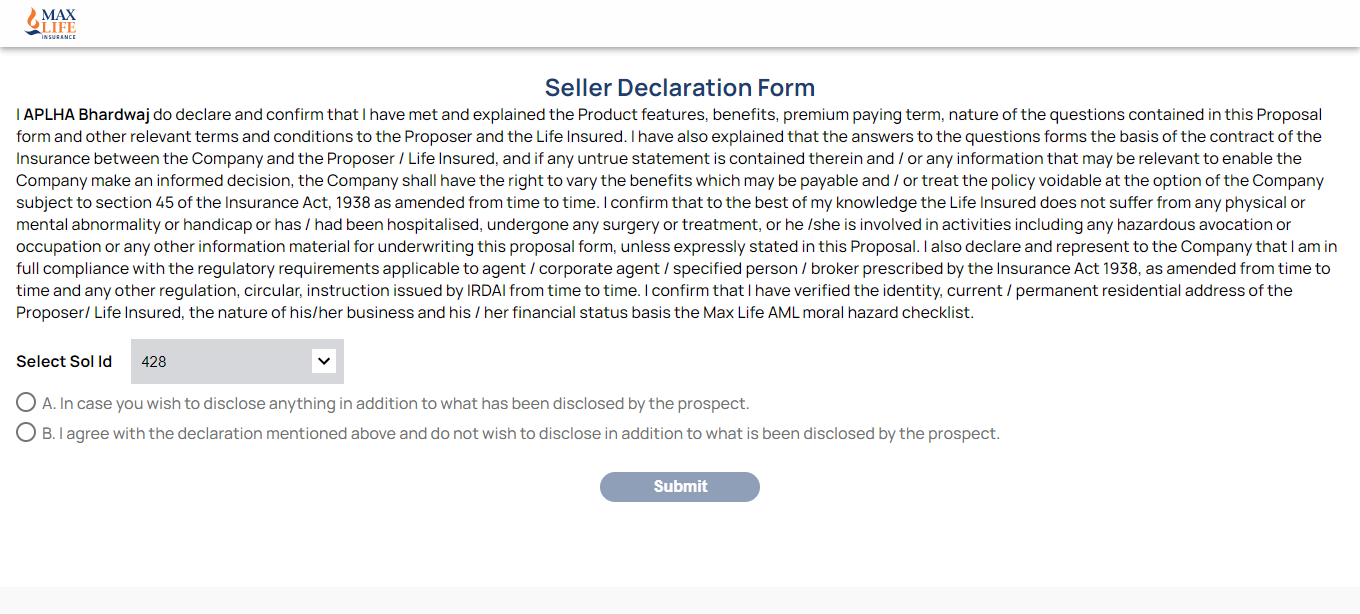 MAX
LIFE
INSURANCE
Seller Declaration Form
I APLHA Bhardwaj do declare and confirm that I have met and explained the Product features, benefits, premium paying term, nature of the questions contained in this Proposal
form and other relevant terms and conditions to the Proposer and the Life Insured. I have also explained that the answers to the questions forms the basis of the contract of the
Insurance between the Company and the Proposer / Life Insured, and if any untrue statement is contained therein and / or any information that may be relevant to enable the
Company make an informed decision, the Company shall have the right to vary the benefits which may be payable and / or treat the policy voidable at the option of the Company
subject to section 45 of the Insurance Act, 1938 as amended from time to time. I confirm that to the best of my knowledge the Life Insured does not suffer from any physical or
mental abnormality or handicap or has / had been hospitalised, undergone any surgery or treatment, or he /she is involved in activities including any hazardous avocation or
occupation or any other information material for underwriting this proposal form, unless expressly stated in this Proposal. I also declare and represent to the Company that I am in
full compliance with the regulatory requirements applicable to agent / corporate agent / specified person / broker prescribed by the Insurance Act 1938, as amended from time to
time and any other regulation, circular, instruction issued by IRDAI from time to time. I confirm that I have verified the identity, current / permanent residential address of the
Proposer/ Life Insured, the nature of his/her business and his / her financial status basis the Max Life AML moral hazard checklist.
Select Sol Id 428
A. In case you wish to disclose anything in addition to what has been disclosed by the prospect.
B. I agree with the declaration mentioned above and do not wish to disclose in addition to what is been disclosed by the prospect.
Submit